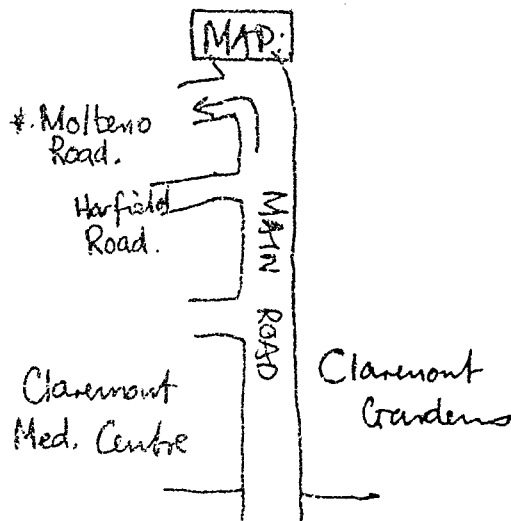 MAP:
*. Molteno
Road.
Harfield
Road.
MAIN ROAD
Claremont
Med. Centre
Claremont
Gardens